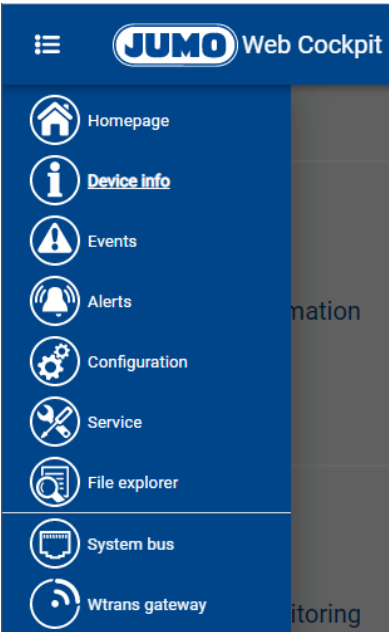 JUMO Web Cockpit
Homepage
Device info
Events
mation
Alerts
Configuration
Service
File explorer
System bus
Wtrans gateway
itoring